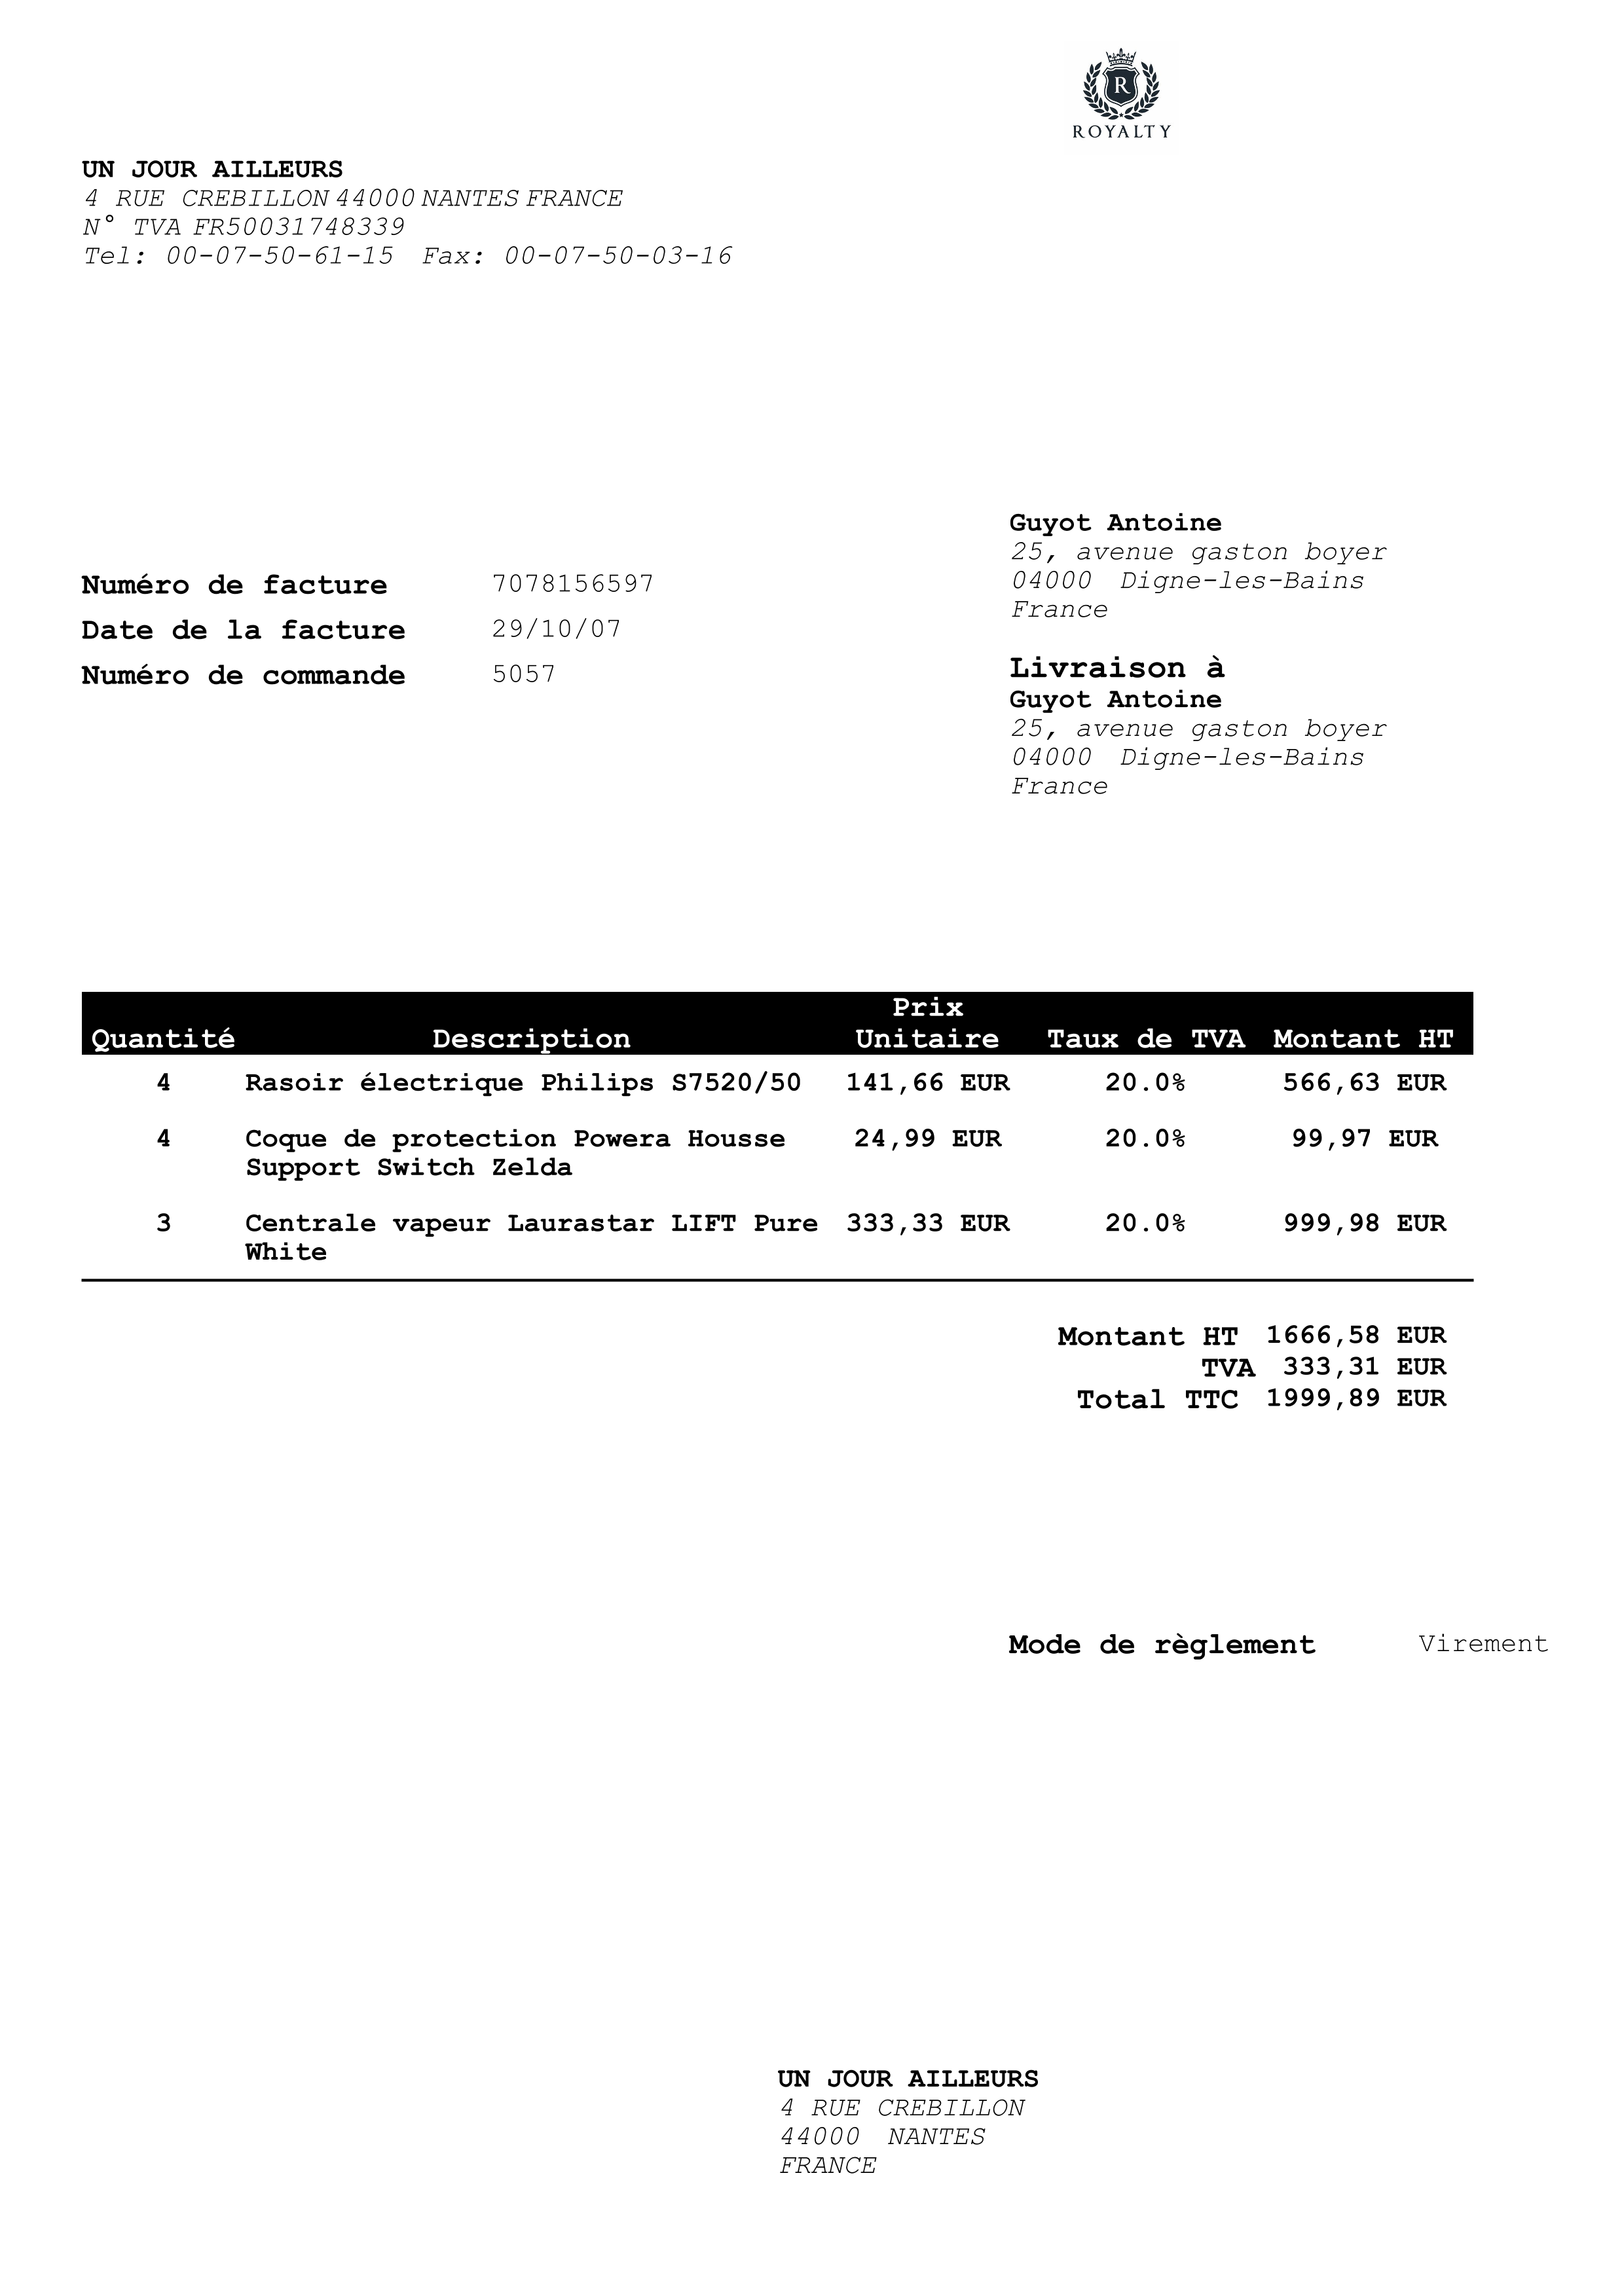 R
ROYALTY
UN JOUR AILLEURS
4 RUE CREBILLON 44000 NANTES FRANCE
N° TVA FR50031748339
Tel: 00-07-50-61-15 Fax: 00-07-50-03-16
Guyot Antoine
25, avenue gaston boyer
04000 Digne-les-Bains
France
Numéro de facture 7078156597
Date de la facture 29/10/07
Numéro de commande 5057
Livraison à
Guyot Antoine
25, avenue gaston boyer
04000 Digne-les-Bains
France
Prix
Quantité Description Unitaire Taux de TVA Montant HT
4 Rasoir électrique Philips S7520/50 141,66 EUR 20.0% 566,63 EUR
4 Coque de protection Powera Housse 24,99 EUR 20.0% 99,97 EUR
Support Switch Zelda
3 Centrale vapeur Laurastar LIFT Pure 333,33 EUR 20.0% 999,98 EUR
White
Montant HT 1666,58 EUR
TVA 333,31 EUR
Total TTC 1999,89 EUR
Mode de règlement Virement
UN JOUR AILLEURS
4 RUE CREBILLON
44000 NANTES
FRANCE